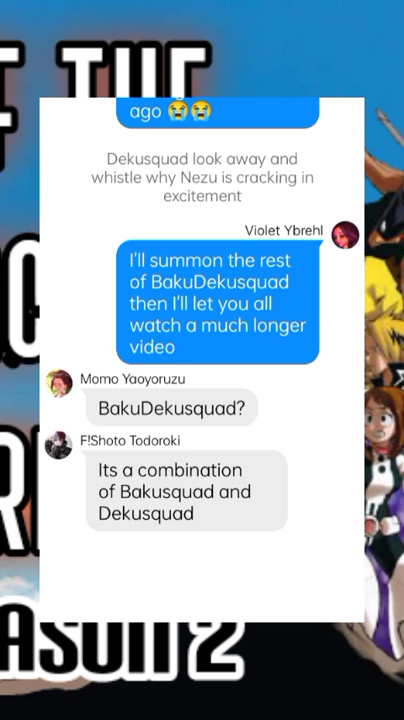 ago 😭😭
Dekusquad look away and
whistle why Nezu is cracking in
excitement
Violet Ybrehl
I'll summon the rest
of BakuDekusquad
then I'll let you all
watch a much longer
video
Momo Yaoyoruzu
BakuDekusquad?
F!Shoto Todoroki
Its a combination
of Bakusquad and
Dekusquad
2